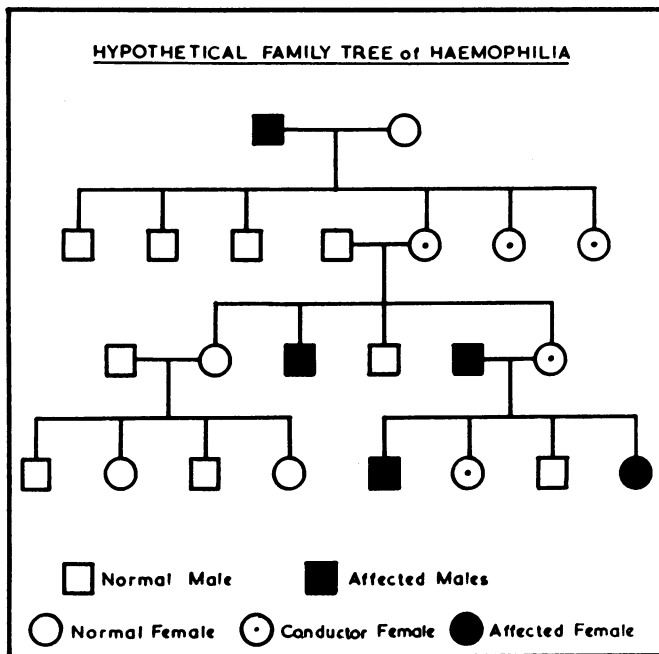 HYPOTHETICAL FAMILY TREE of HAEMOPHILIA
Normal Male Affected Males
Normal Female Conductor Female Affected Female